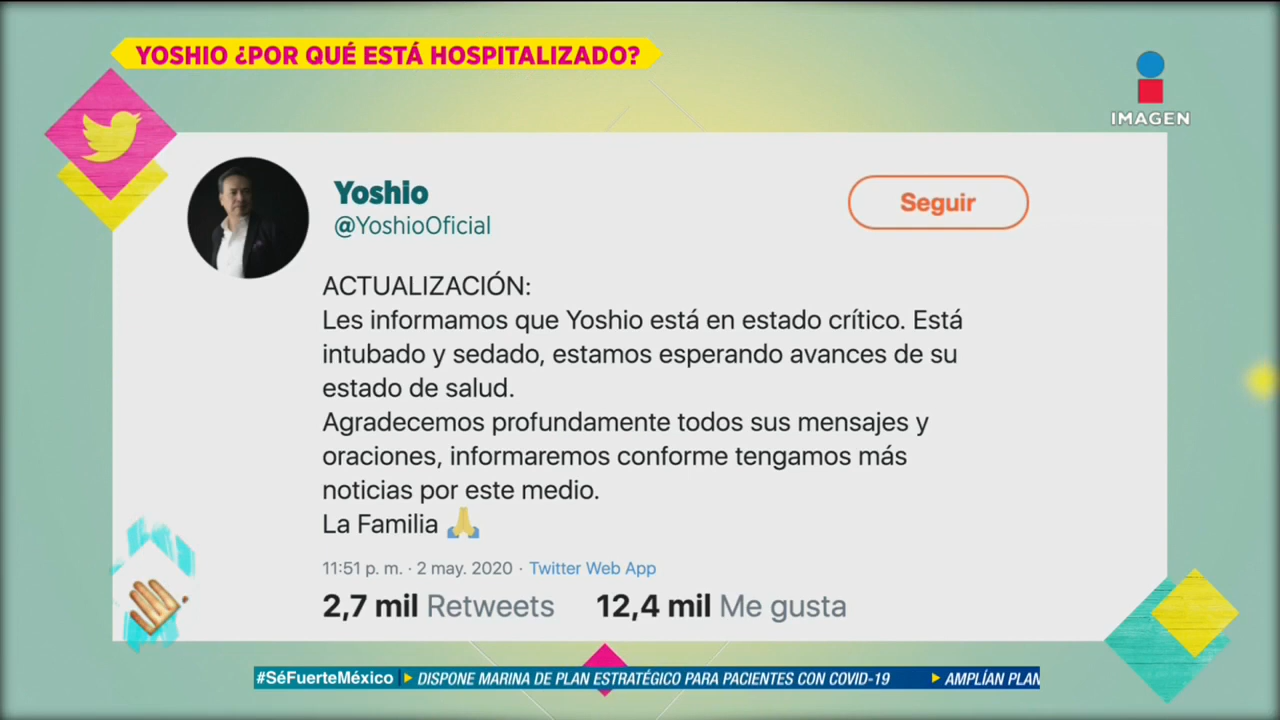 YOSHIO ¿POR QUÉ ESTÁ HOSPITALIZADO?
IMAGEN
Yoshio
@YoshioOficial
Seguir
ACTUALIZACIÓN:
Les informamos que Yoshio está en estado crítico. Está
intubado y sedado, estamos esperando avances de su
estado de salud.
Agradecemos profundamente todos sus mensajes y
oraciones, informaremos conforme tengamos más
noticias por este medio.
La Familia 🙏
11:51 p. m. · 2 may. 2020 · Twitter Web App
2,7 mil Retweets 12,4 mil Me gusta
#SéFuerteMéxico DISPONE MARINA DE PLAN ESTRATÉGICO PARA PACIENTES CON COVID-19 AMPLÍAN PLAN